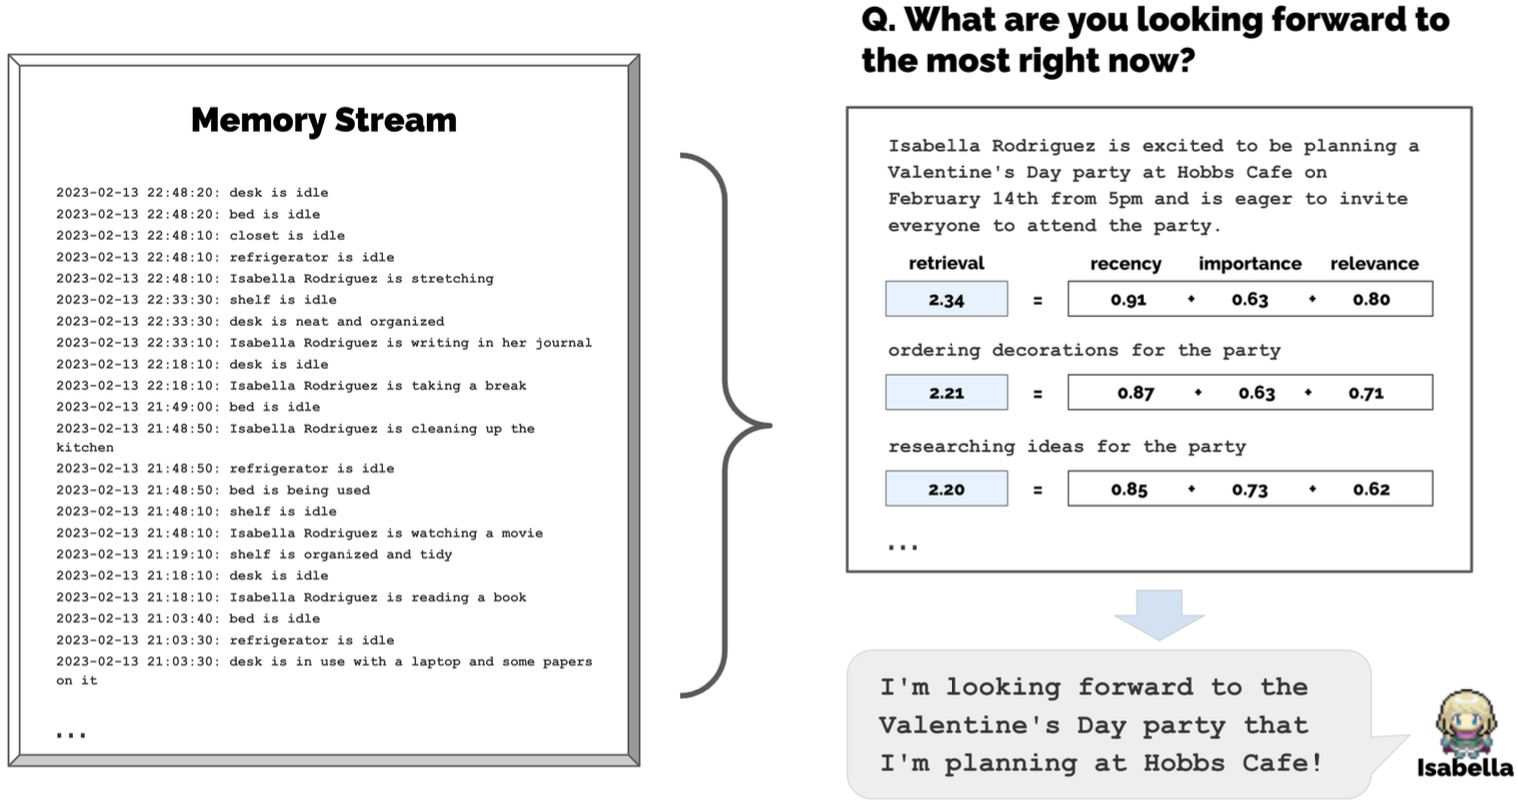 Memory Stream
2023-02-13 22:48:20: desk is idle
2023-02-13 22:48:20: bed is idle
2023-02-13 22:48:10: closet is idle
2023-02-13 22:48:10: refrigerator is idle
2023-02-13 22:48:10: Isabella Rodriguez is stretching
2023-02-13 22:33:30: shelf is idle
2023-02-13 22:33:30: desk is neat and organized
2023-02-13 22:33:10: Isabella Rodriguez is writing in her journal
2023-02-13 22:18:10: desk is idle
2023-02-13 22:18:10: Isabella Rodriguez is taking a break
2023-02-13 21:49:00: bed is idle
2023-02-13 21:48:50: Isabella Rodriguez is cleaning up the
kitchen
2023-02-13 21:48:50: refrigerator is idle
2023-02-13 21:48:50: bed is being used
2023-02-13 21:48:10: shelf is idle
2023-02-13 21:48:10: Isabella Rodriguez is watching a movie
2023-02-13 21:19:10: shelf is organized and tidy
2023-02-13 21:18:10: desk is idle
2023-02-13 21:18:10: Isabella Rodriguez is reading a book
2023-02-13 21:03:40: bed is idle
2023-02-13 21:03:30: refrigerator is idle
2023-02-13 21:03:30: desk is in use with a laptop and some papers
on it
...
Q. What are you looking forward to
the most right now?
Isabella Rodriguez is excited to be planning a
Valentine's Day party at Hobbs Cafe on
February 14th from 5pm and is eager to invite
everyone to attend the party.
retrieval recency importance relevance
2.34 = 0.91 + 0.63 + 0.80
ordering decorations for the party
2.21 = 0.87 + 0.63 + 0.71
researching ideas for the party
2.20 = 0.85 + 0.73 + 0.62
...
I'm looking forward to the
Valentine's Day party that
I'm planning at Hobbs Cafe!
Isabella